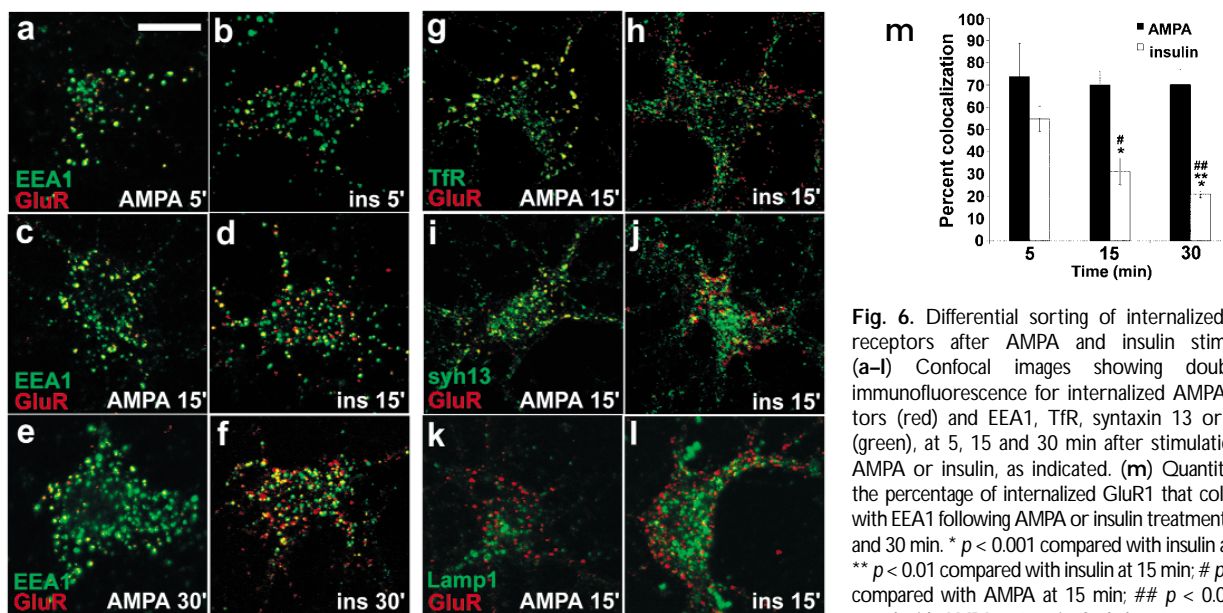 a
b
EEA1
GluR AMPA 5'
ins 5'
c
d
EEA1
GluR AMPA 15'
ins 15'
e
f
EEA1
GluR AMPA 30'
ins 30'
g
h
TfR
GluR AMPA 15'
ins 15'
i
j
syh13
GluR AMPA 15'
ins 15'
k
l
Lamp1
GluR AMPA 15'
ins 15'
m
Percent colocalization
100
90
80
70
60
50
40
30
20
10
0
AMPA
insulin
#
*
##
**
*
5 15 30
Time (min)
Fig. 6. Differential sorting of internalized
receptors after AMPA and insulin stim
(a–l) Confocal images showing doub
immunofluorescence for internalized AMPA
tors (red) and EEA1, TfR, syntaxin 13 or
(green), at 5, 15 and 30 min after stimulatio
AMPA or insulin, as indicated. (m) Quantit
the percentage of internalized GluR1 that col
with EEA1 following AMPA or insulin treatment
and 30 min. * p < 0.001 compared with insulin a
** p < 0.01 compared with insulin at 15 min; # p
compared with AMPA at 15 min; ## p < 0.0